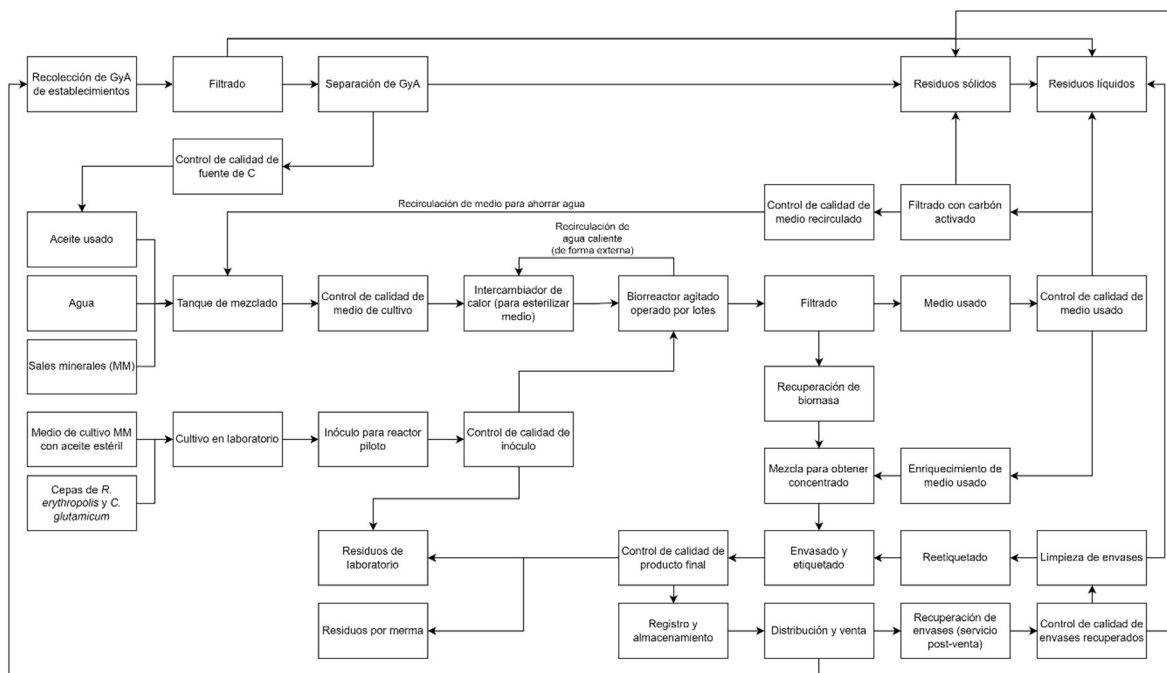 Recolección de GyA
de establecimientos
Filtrado
Separación de GyA
Residuos sólidos
Residuos líquidos
Control de calidad de
fuente de C
Recirculación de medio para ahorrar agua
Control de calidad de
medio recirculado
Filtrado con carbón
activado
Aceite usado
Recirculación de
agua caliente
(de forma externa)
Agua
Tanque de mezclado
Control de calidad de
medio de cultivo
Intercambiador de
calor (para esterilizar
medio)
Biorreactor agitado
operado por lotes
Filtrado
Medio usado
Control de calidad de
medio usado
Sales minerales (MM)
Recuperación de
biomasa
Medio de cultivo MM
con aceite estéril
Cultivo en laboratorio
Inóculo para reactor
piloto
Control de calidad de
inóculo
Cepas de R.
erythropolis y C.
glutamicum
Mezcla para obtener
concentrado
Enriquecimiento de
medio usado
Residuos de
laboratorio
Control de calidad de
producto final
Envasado y
etiquetado
Reetiquetado
Limpieza de envases
Residuos por merma
Registro y
almacenamiento
Distribución y venta
Recuperación de
envases (servicio
post-venta)
Control de calidad de
envases recuperados